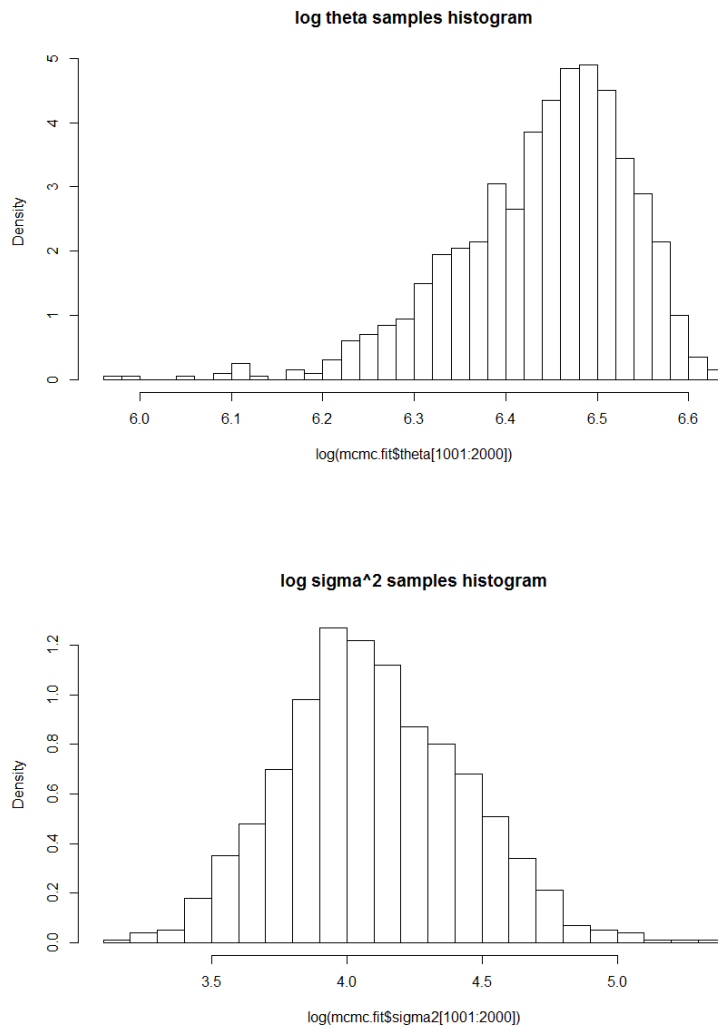 log theta samples histogram
5
4
3
2
1
0
Density
6.0 6.1 6.2 6.3 6.4 6.5 6.6
log(mcmc.fit$theta[1001:2000])
log sigma^2 samples histogram
1.2
1.0
0.8
0.6
0.4
0.2
0.0
Density
3.5 4.0 4.5 5.0
log(mcmc.fit$sigma2[1001:2000])